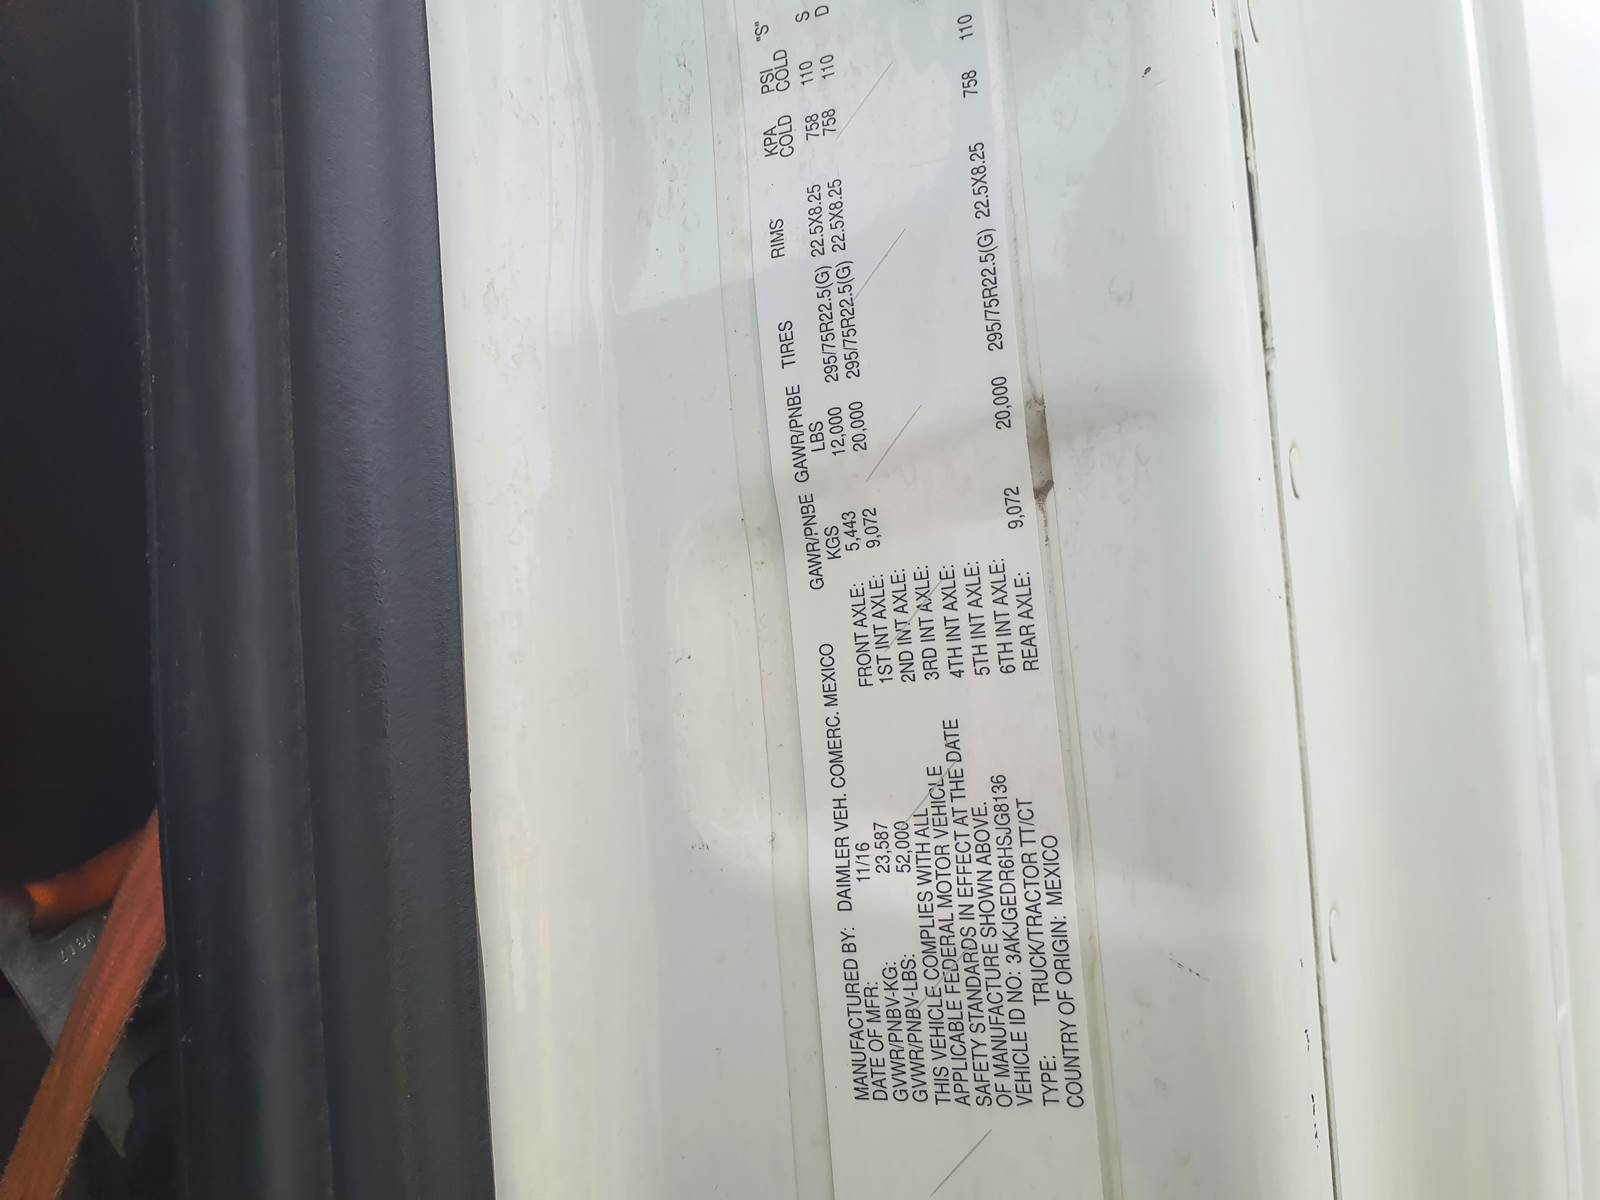 MANUFACTURED BY: DAIMLER VEH. COMERC. MEXICO
DATE OF MFR: 11/16
GVWR/PNBV-KG: 23,587
GVWR/PNBV-LBS: 52,000
THIS VEHICLE COMPLIES WITH ALL
APPLICABLE FEDERAL MOTOR VEHICLE
SAFETY STANDARDS IN EFFECT AT THE DATE
OF MANUFACTURE SHOWN ABOVE.
VEHICLE ID NO: 3AKJGEDR6HSJG8136
TYPE: TRUCK/TRACTOR TT/CT
COUNTRY OF ORIGIN: MEXICO
GAWR/PNBE GAWR/PNBE TIRES RIMS KPA PSI "S"
KGS LBS COLD COLD
FRONT AXLE: 5,443 12,000 295/75R22.5(G) 22.5X8.25 758 110 S
1ST INT AXLE: 9,072 20,000 295/75R22.5(G) 22.5X8.25 758 110 D
2ND INT AXLE:
3RD INT AXLE:
4TH INT AXLE:
5TH INT AXLE:
6TH INT AXLE:
REAR AXLE: 9,072 20,000 295/75R22.5(G) 22.5X8.25 758 110